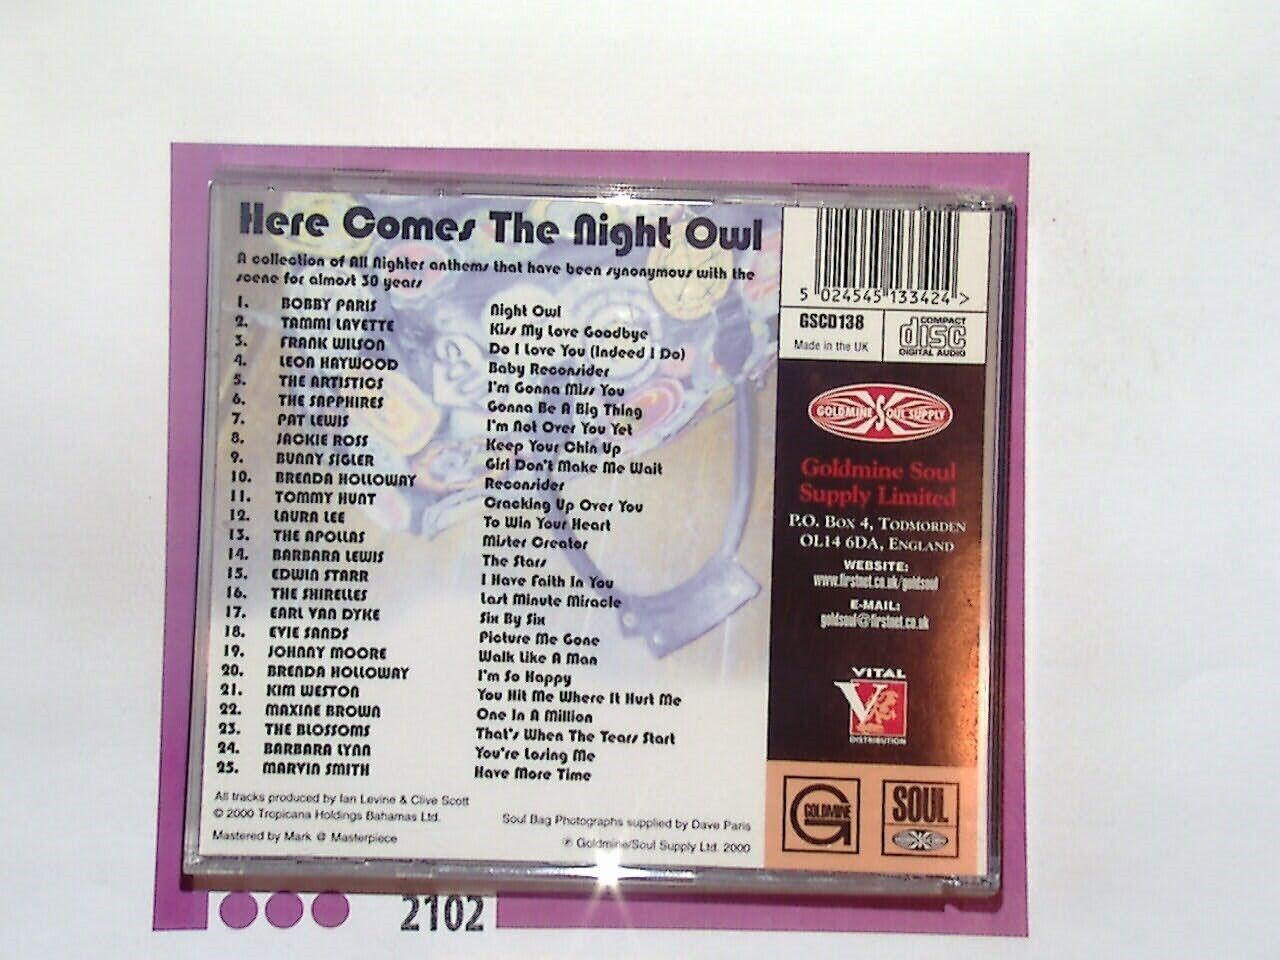 Here Comes The Night Owl
A collection of All Nighter anthems that have been synonymous with the
scene for almost 30 years
1. BOBBY PARIS Night Owl
2. TAMMI LAVETTE Kiss My Love Goodbye
3. FRANK WILSON Do I Love You (Indeed I Do)
4. LEON HAYWOOD Baby Reconsider
5. THE ARTISTICS I'm Gonna Miss You
6. THE SAPPHIRES Gonna Be A Big Thing
7. PAT LEWIS I'm Not Over You Yet
8. JACKIE ROSS Keep Your Chin Up
9. BUNNY SIGLER Girl Don't Make Me Wait
10. BRENDA HOLLOWAY Reconsider
11. TOMMY HUNT Cracking Up Over You
12. LAURA LEE To Win Your Heart
13. THE APOLLAS Mister Creator
14. BARBARA LEWIS The Stars
15. EDWIN STARR I Have Faith In You
16. THE SHIRELLES Last Minute Miracle
17. EARL VAN DYKE Six By Six
18. EVIE SANDS Picture Me Gone
19. JOHNNY MOORE Walk Like A Man
20. BRENDA HOLLOWAY I'm So Happy
21. KIM WESTON You Hit Me Where It Hurt Me
22. MAXINE BROWN One In A Million
23. THE BLOSSOMS That's When The Tears Start
24. BARBARA LYNN You're Losing Me
25. MARVIN SMITH Have More Time
All tracks produced by Ian Levine & Clive Scott
© 2000 Tropicana Holdings Bahamas Ltd.
Mastered by Mark @ Masterpiece
Soul Bag Photographs supplied by Dave Paris
℗ Goldmine/Soul Supply Ltd. 2000
5 024545 133424 >
GSCD138
Made in the UK
COMPACT
disc
DIGITAL AUDIO
GOLDMINE SOUL SUPPLY
Goldmine Soul
Supply Limited
P.O. Box 4, Todmorden
OL14 6DA, England
WEBSITE:
www.firstnet.co.uk/goldsoul
E-MAIL:
goldsoul@firstnet.co.uk
VITAL
V
DISTRIBUTION
G
GOLDMINE
SOUL
2102